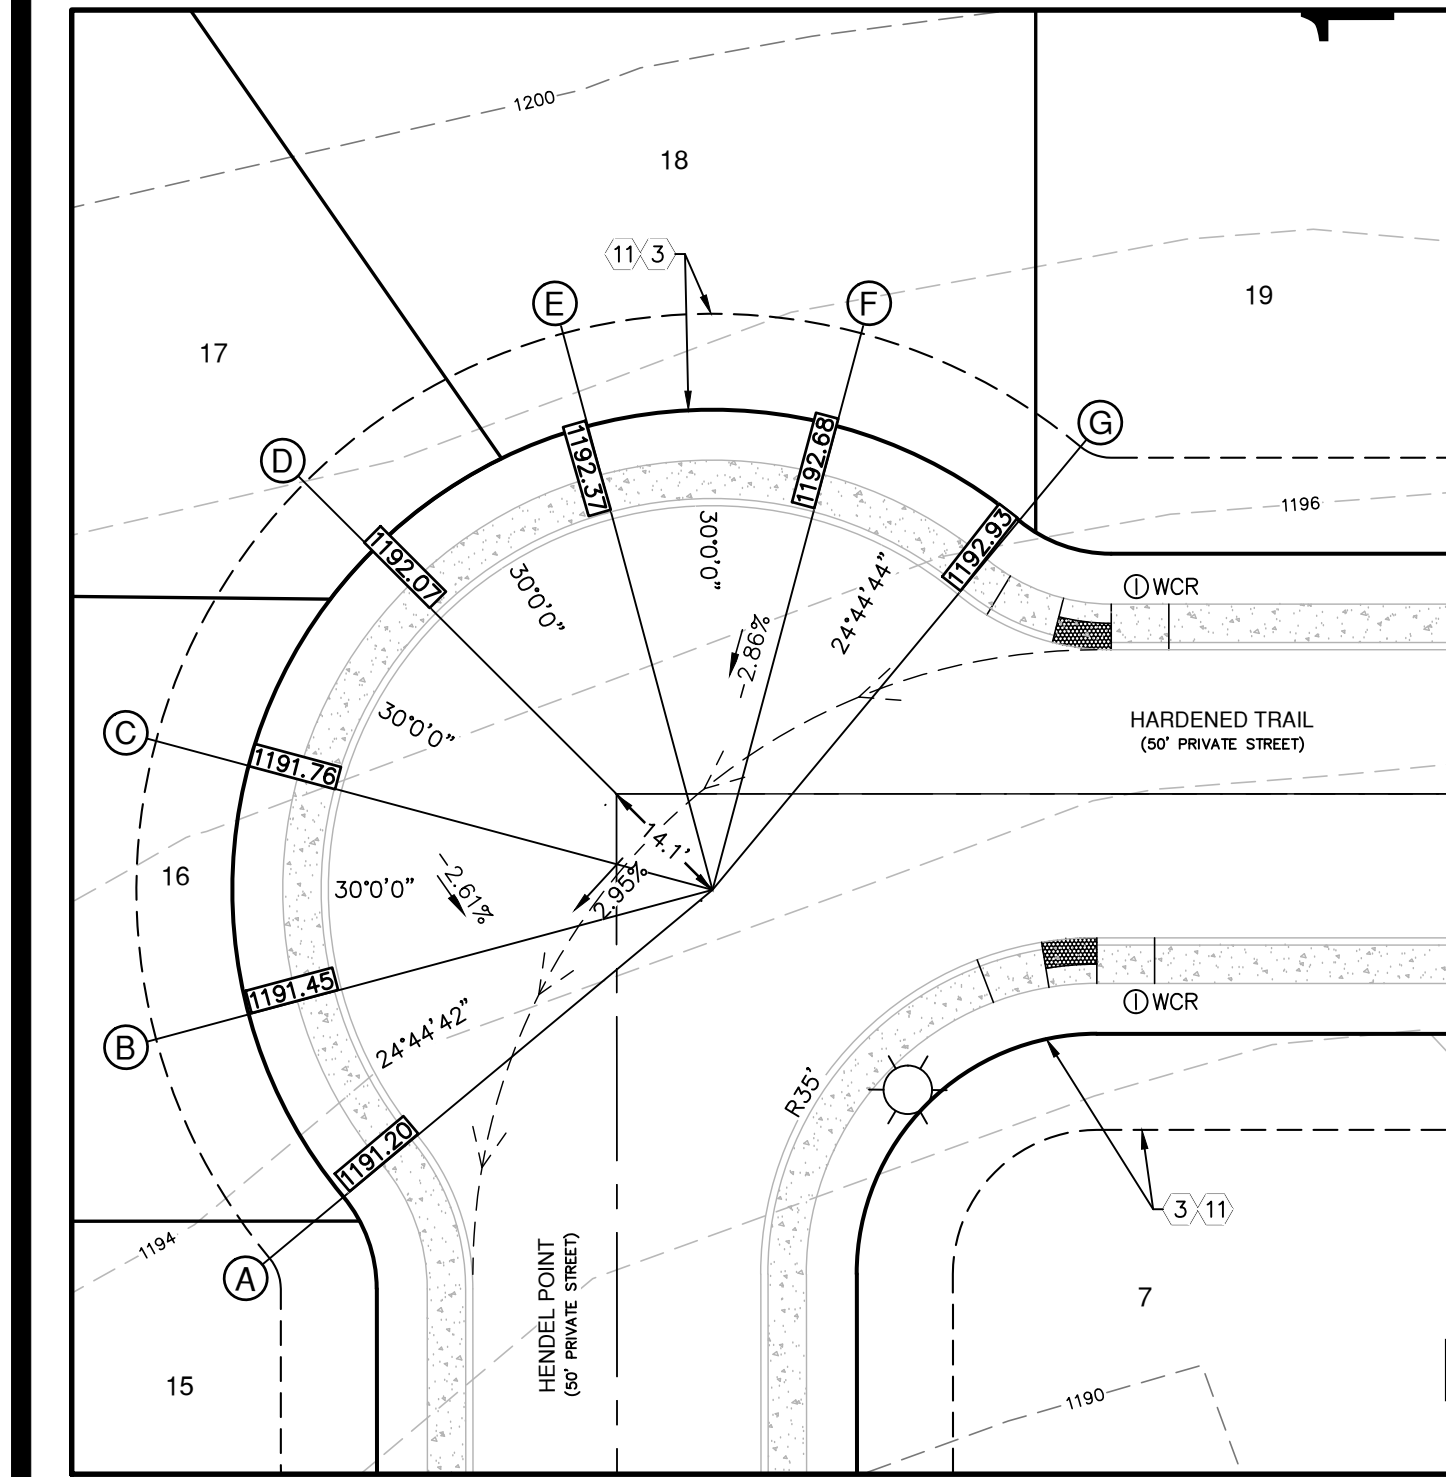 1200
18
11 3
19
17
E
F
G
D
1192.37
1192.68
1192.93
1196
1192.07
30°0'0"
30°0'0"
24°44'44"
1 WCR
-2.86%
C
30°0'0"
HARDENED TRAIL
(50' PRIVATE STREET)
1191.76
14.1'
16
30°0'0"
-2.61%
2.95%
1191.45
1 WCR
B
24°44'42"
R35'
1191.20
3 11
1194
A
HENDEL POINT
(50' PRIVATE STREET)
7
15
1190